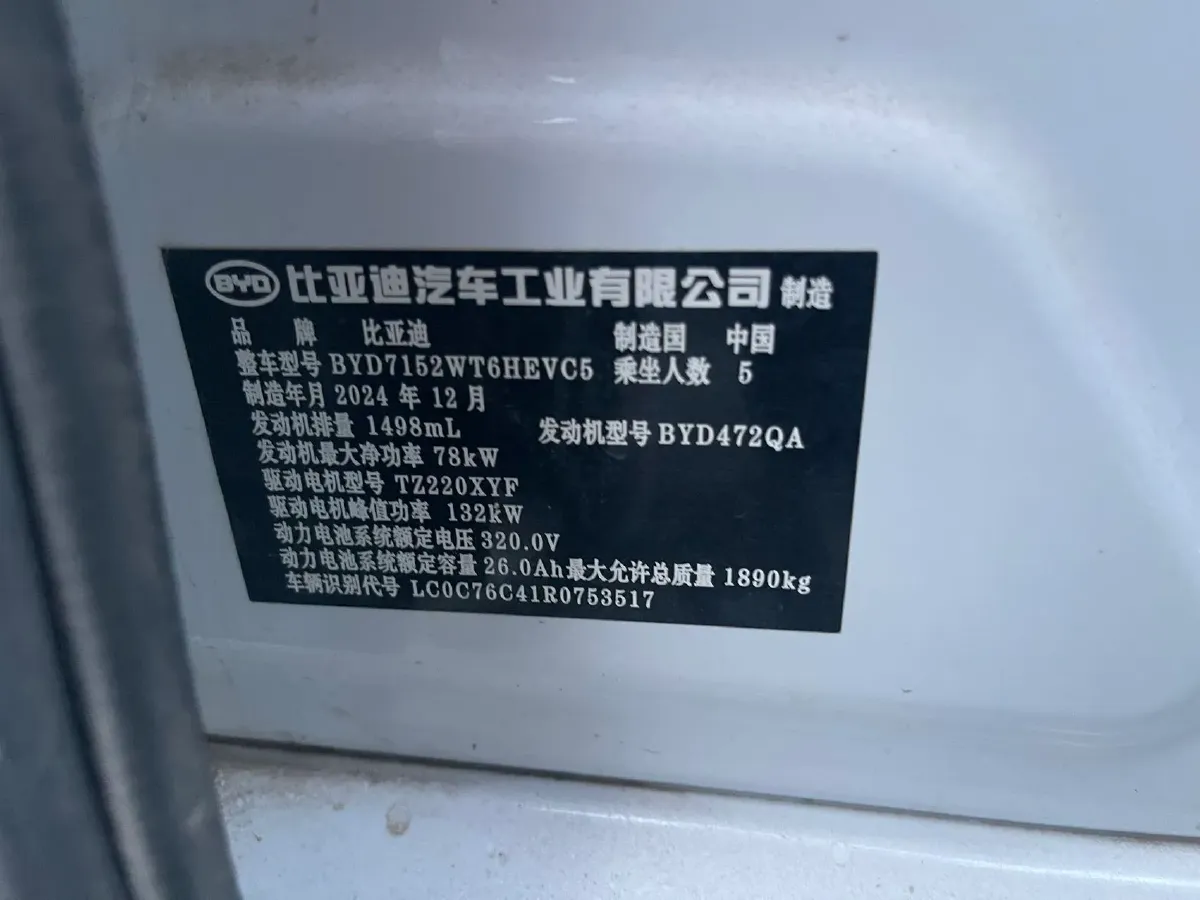 BYD 比亚迪汽车工业有限公司 制造
品 牌 比亚迪 制造国 中国
整车型号 BYD7152WT6HEVC5 乘坐人数 5
制造年月 2024 年 12 月
发动机排量 1498mL 发动机型号 BYD472QA
发动机最大净功率 78kW
驱动电机型号 TZ220XYF
驱动电机峰值功率 132kW
动力电池系统额定电压 320.0V
动力电池系统额定容量 26.0Ah 最大允许总质量 1890kg
车辆识别代号 LC0C76C41R0753517